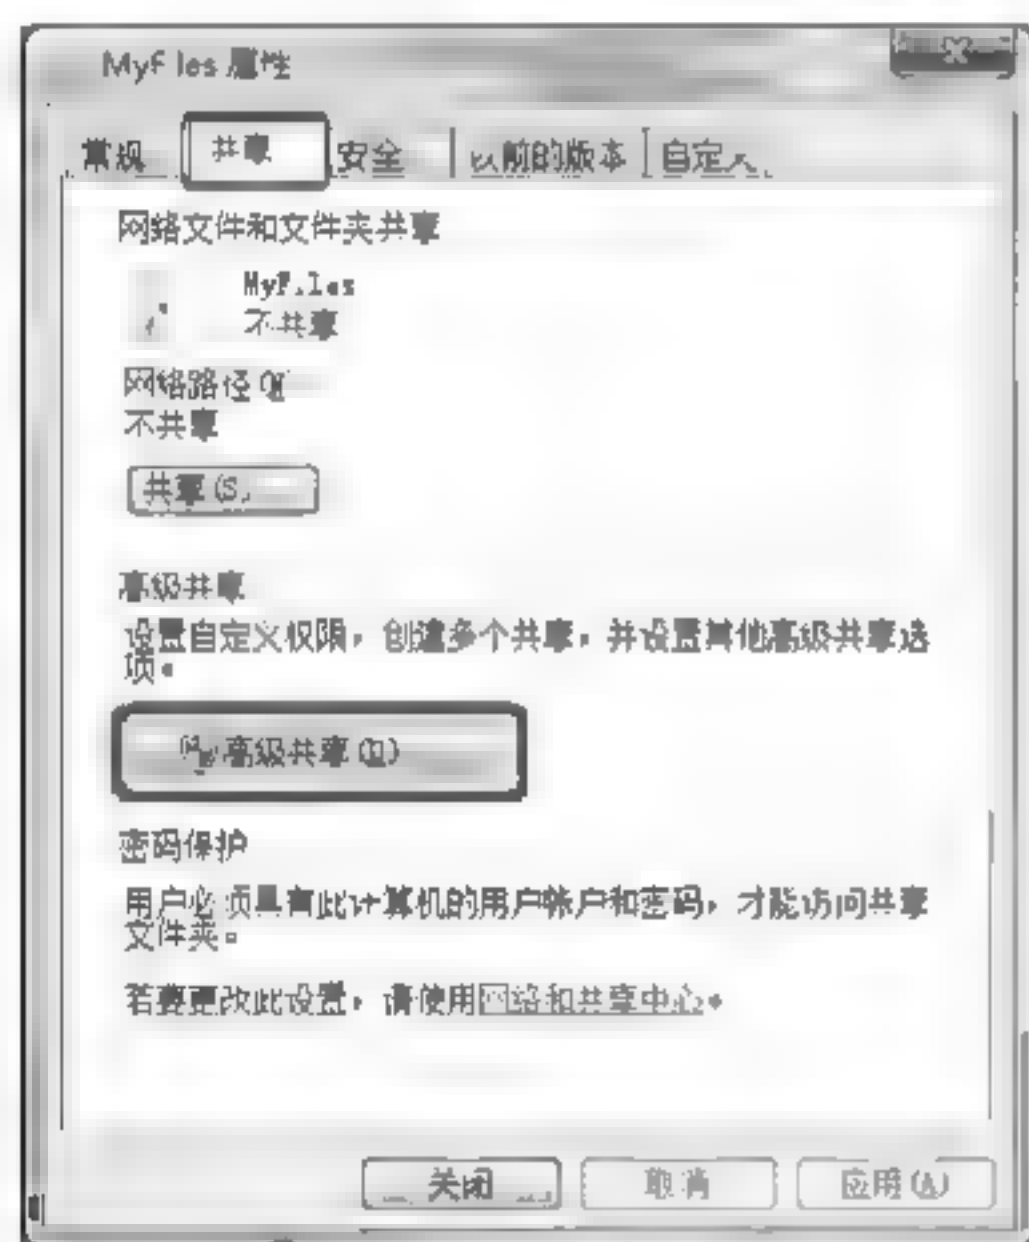 MyF les 属性
常规 共享 安全 以前的版本 自定义
网络文件和文件夹共享
MyF.les
不共享
网络路径(N)
不共享
共享(S)
高级共享
设置自定义权限，创建多个共享，并设置其他高级共享选
项。
高级共享(D)
密码保护
用户必须具有此计算机的用户帐户和密码，才能访问共享
文件夹。
若要更改此设置，请使用网络和共享中心。
关闭 取消 应用(A)